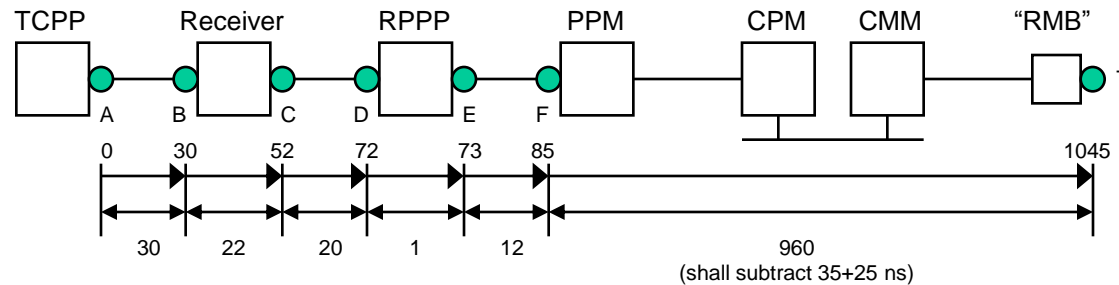 TCPP Receiver RPPP PPM CPM CMM “RMB”
A B C D E F
0 30 52 72 73 85 1045
30 22 20 1 12 960
(shall subtract 35+25 ns)